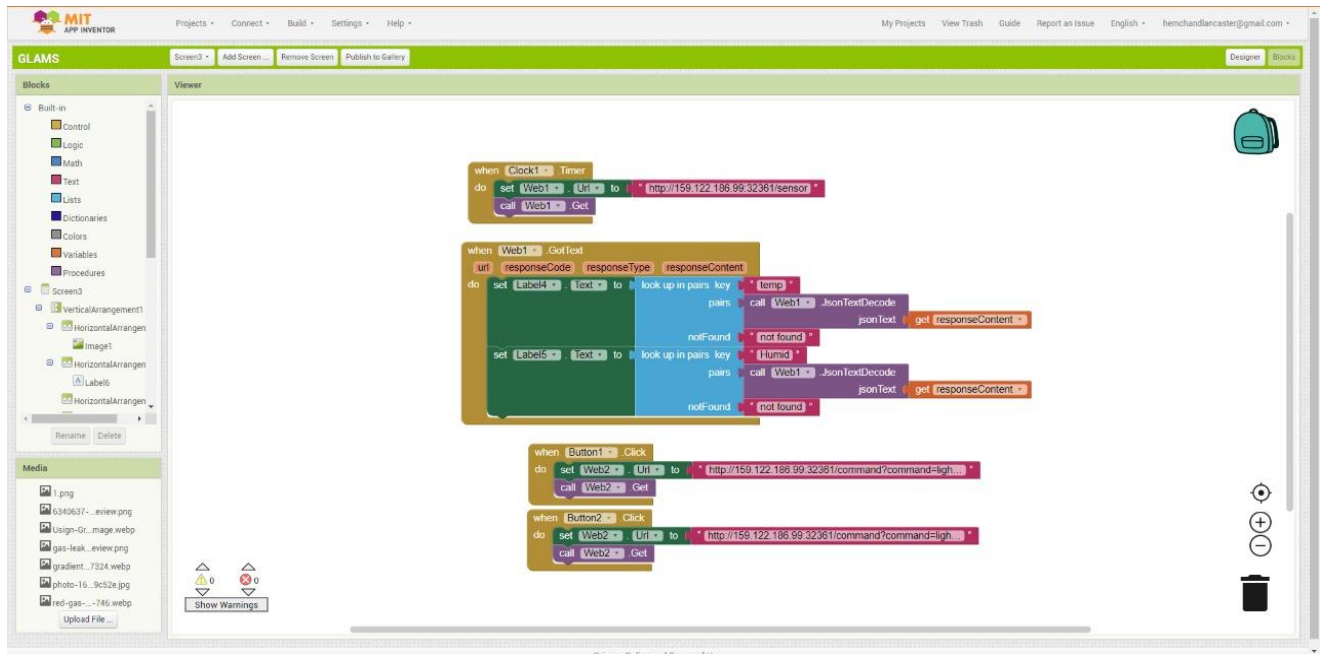 MIT
APP INVENTOR
Projects Connect Build Settings Help
My Projects View Trash Guide Report an Issue English hemchandlancaster@gmail.com
GLAMS
Screen3 Add Screen ... Remove Screen Publish to Gallery
Designer Blocks
Blocks
Viewer
Built-in
Control
Logic
Math
Text
Lists
Dictionaries
Colors
Variables
Procedures
Screen3
VerticalArrangement1
HorizontalArrangen
Image1
HorizontalArrangen
Label6
HorizontalArrangen
Rename Delete
Media
1.png
6340637-...eview.png
Usign-Gr...mage.webp
gas-leak...eview.png
gradient...7324.webp
photo-16...9c52e.jpg
red-gas-...-746.webp
Upload File ...
when Clock1 .Timer
do set Web1 . Url to " http://159.122.186.99:32361/sensor "
call Web1 .Get
when Web1 .GotText
url responseCode responseType responseContent
do set Label4 . Text to look up in pairs key " temp "
pairs call Web1 .JsonTextDecode
jsonText get responseContent
notFound " not found "
set Label5 . Text to look up in pairs key " Humid "
pairs call Web1 .JsonTextDecode
jsonText get responseContent
notFound " not found "
when Button1 .Click
do set Web2 . Url to " http://159.122.186.99:32361/command?command=ligh... "
call Web2 .Get
when Button2 .Click
do set Web2 . Url to " http://159.122.186.99:32361/command?command=ligh... "
call Web2 .Get
0 0
Show Warnings